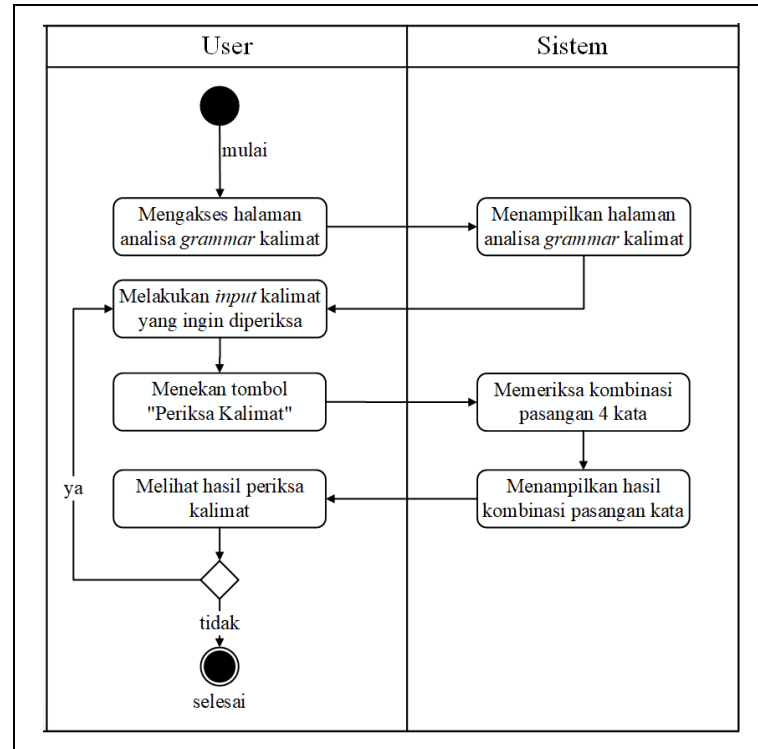 User
Sistem
mulai
Mengakses halaman
analisa grammar kalimat
Menampilkan halaman
analisa grammar kalimat
Melakukan input kalimat
yang ingin diperiksa
Menekan tombol
"Periksa Kalimat"
Memeriksa kombinasi
pasangan 4 kata
ya
Melihat hasil periksa
kalimat
Menampilkan hasil
kombinasi pasangan kata
tidak
selesai